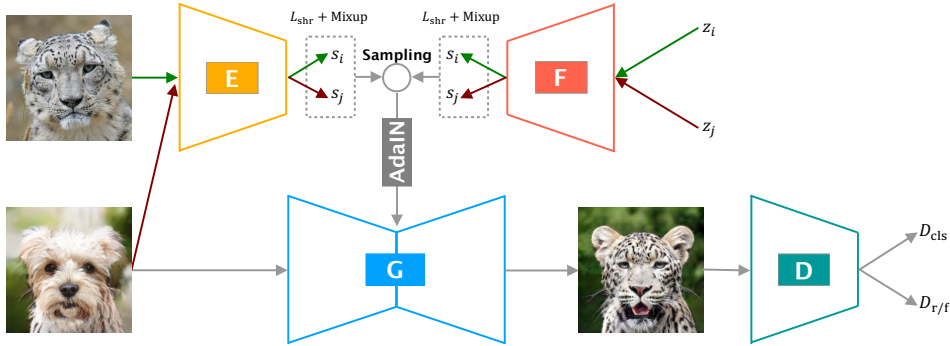 L_shr + Mixup
L_shr + Mixup
Sampling
E
s_i
s_j
s_i
s_j
F
z_i
z_j
AdaIN
G
D
D_cls
D_r/f